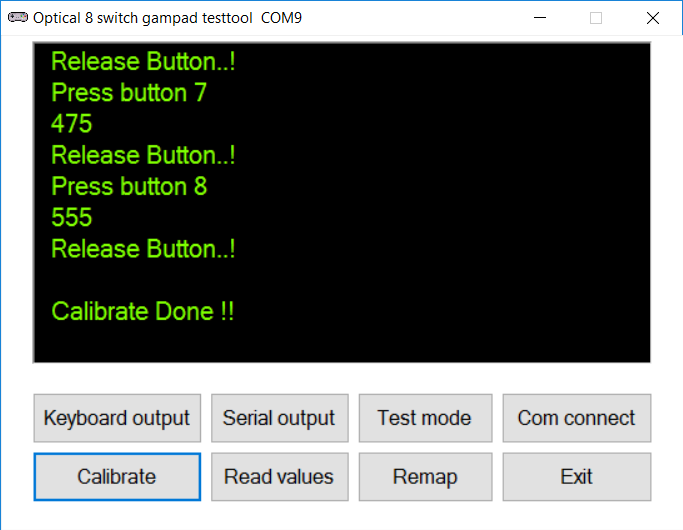 Optical 8 switch gampad testtool  COM9
Release Button..!
Press button 7
475
Release Button..!
Press button 8
555
Release Button..!
Calibrate Done !!
Keyboard output Serial output Test mode Com connect
Calibrate Read values Remap Exit